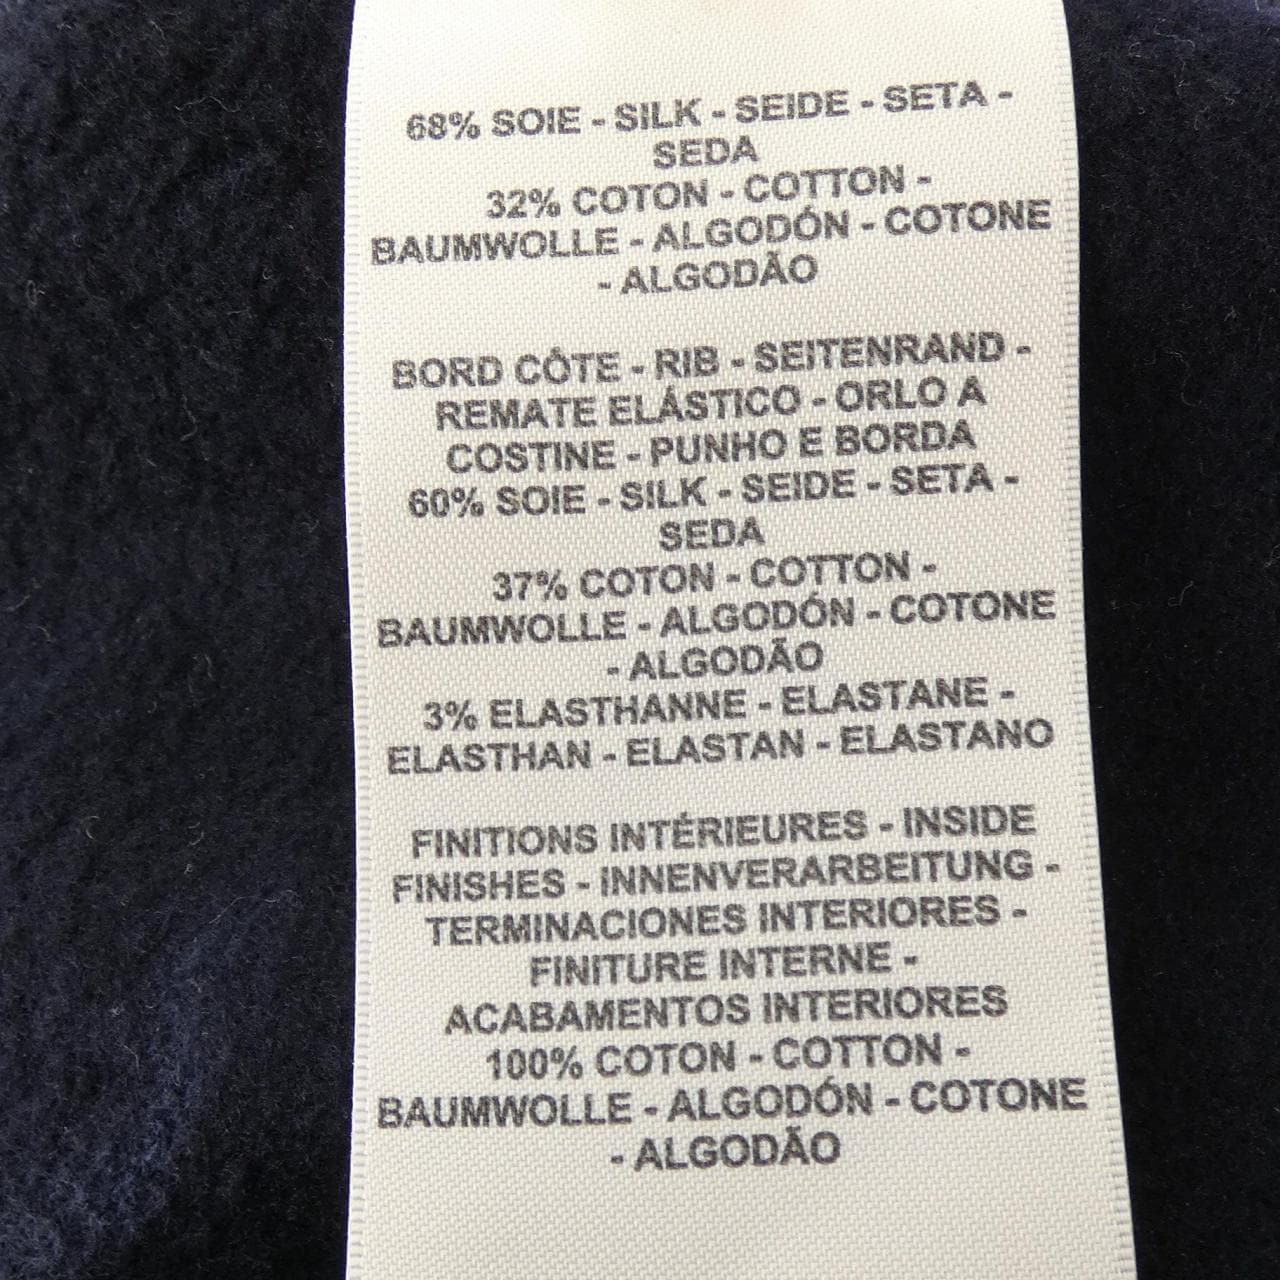 68% SOIE - SILK - SEIDE - SETA -
SEDA
32% COTON - COTTON -
BAUMWOLLE - ALGODÓN - COTONE
- ALGODÃO
BORD CÔTE - RIB - SEITENRAND -
REMATE ELÁSTICO - ORLO A
COSTINE - PUNHO E BORDA
60% SOIE - SILK - SEIDE - SETA -
SEDA
37% COTON - COTTON -
BAUMWOLLE - ALGODÓN - COTONE
- ALGODÃO
3% ELASTHANNE - ELASTANE -
ELASTHAN - ELASTAN - ELASTANO
FINITIONS INTÉRIEURES - INSIDE
FINISHES - INNENVERARBEITUNG -
TERMINACIONES INTERIORES -
FINITURE INTERNE -
ACABAMENTOS INTERIORES
100% COTON - COTTON -
BAUMWOLLE - ALGODÓN - COTONE
- ALGODÃO